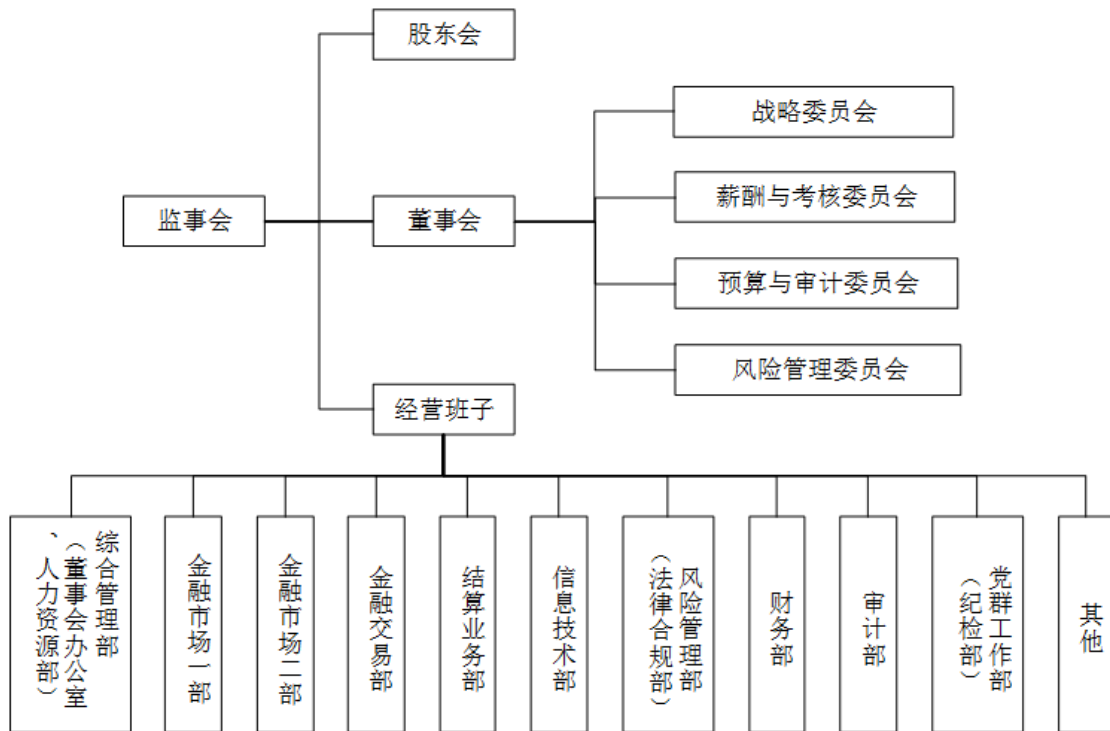 股东会
战略委员会
薪酬与考核委员会
监事会
董事会
预算与审计委员会
风险管理委员会
经营班子
综合管理部
（董事会办公室
、人力资源部）
金融市场一部
金融市场二部
金融交易部
结算业务部
信息技术部
风险管理部
（法律合规部）
财务部
审计部
党群工作部
（纪检部）
其他